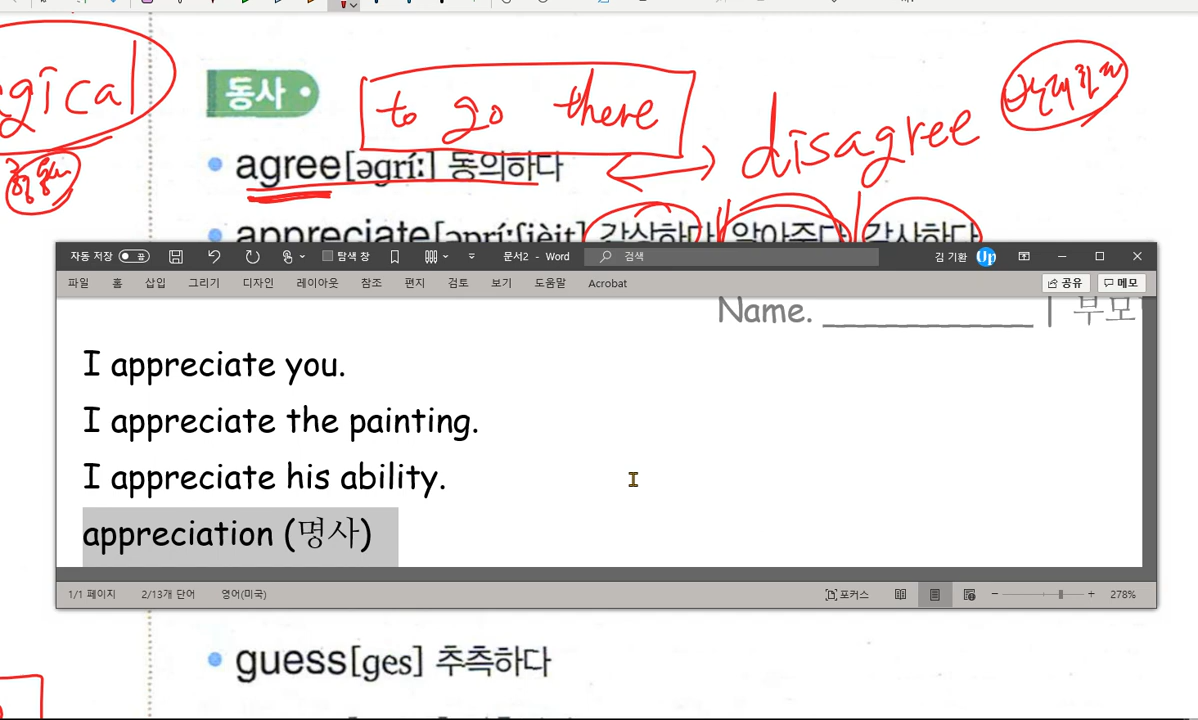 gical
동사
to go there
disagree
agree[əgríː] 동의하다
appreciate[əpríːʃièit] 감상하다 알아주다 감사하다
자동 저장 끔 탐색 창 문서2 - Word 검색 김 기환
파일 홈 삽입 그리기 디자인 레이아웃 참조 편지 검토 보기 도움말 Acrobat 공유 메모
Name. ____________ | 부모
I appreciate you.
I appreciate the painting.
I appreciate his ability.
appreciation (명사)
1/1 페이지 2/13개 단어 영어(미국) 포커스 278%
guess[ges] 추측하다